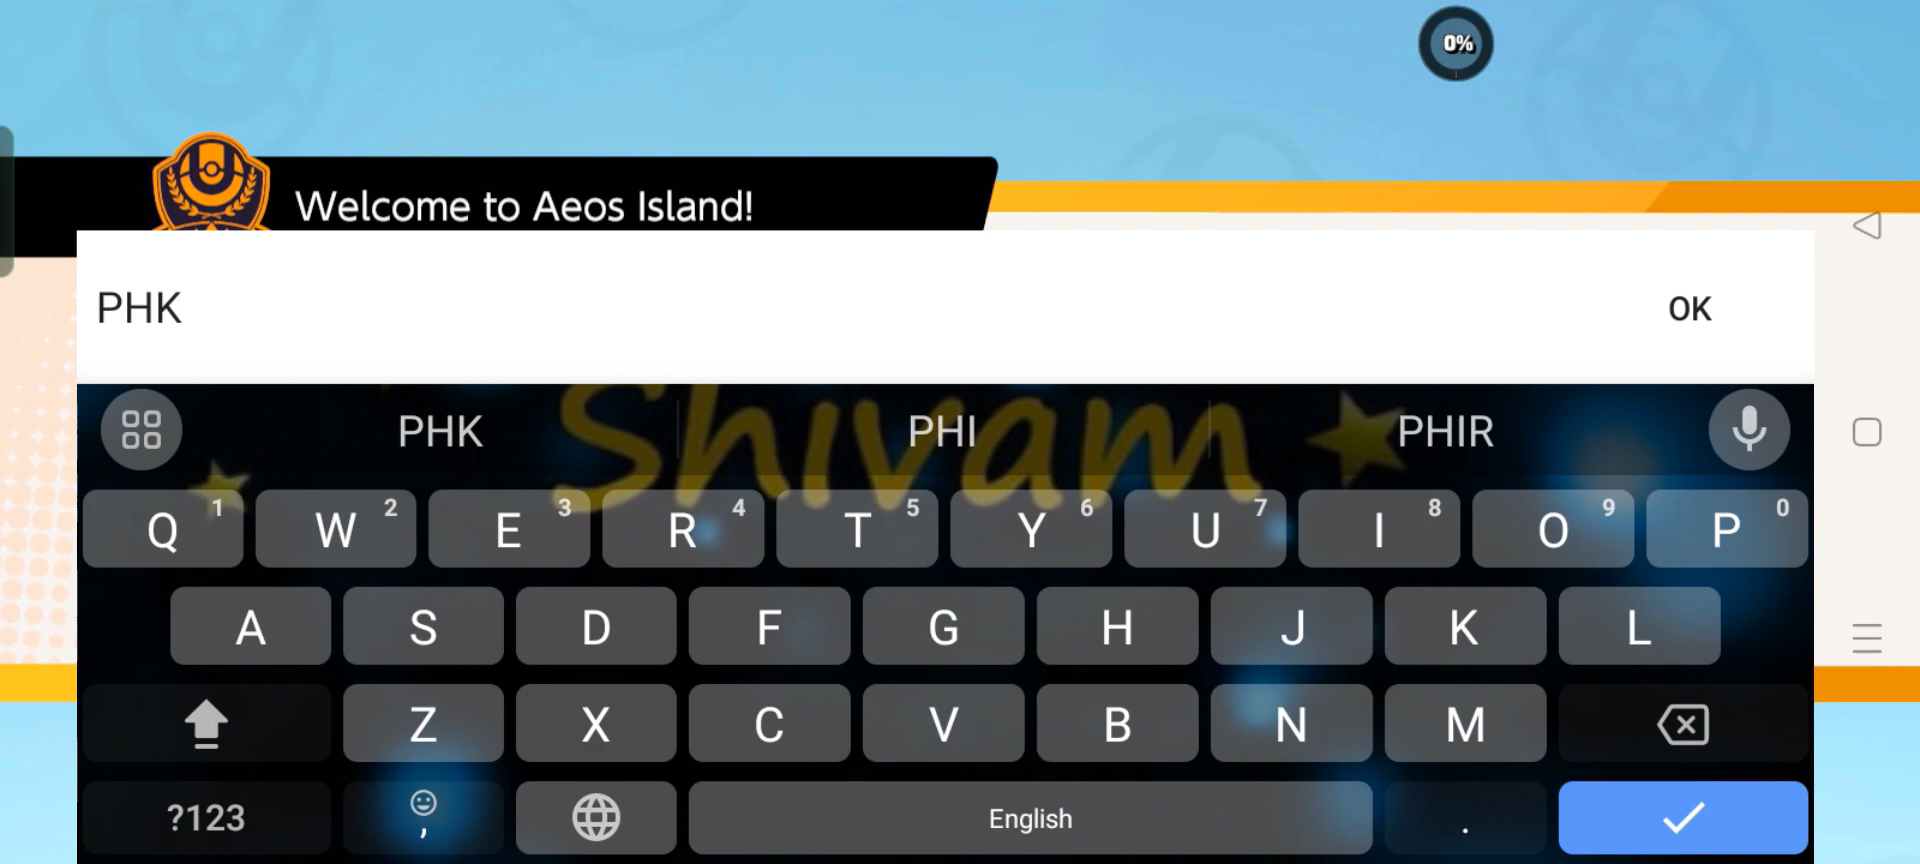 0%
Welcome to Aeos Island!
PHK
OK
Shivam
PHK PHI PHIR
Q 1 W 2 E 3 R 4 T 5 Y 6 U 7 I 8 O 9 P 0
A S D F G H J K L
Z X C V B N M
?123 , English .